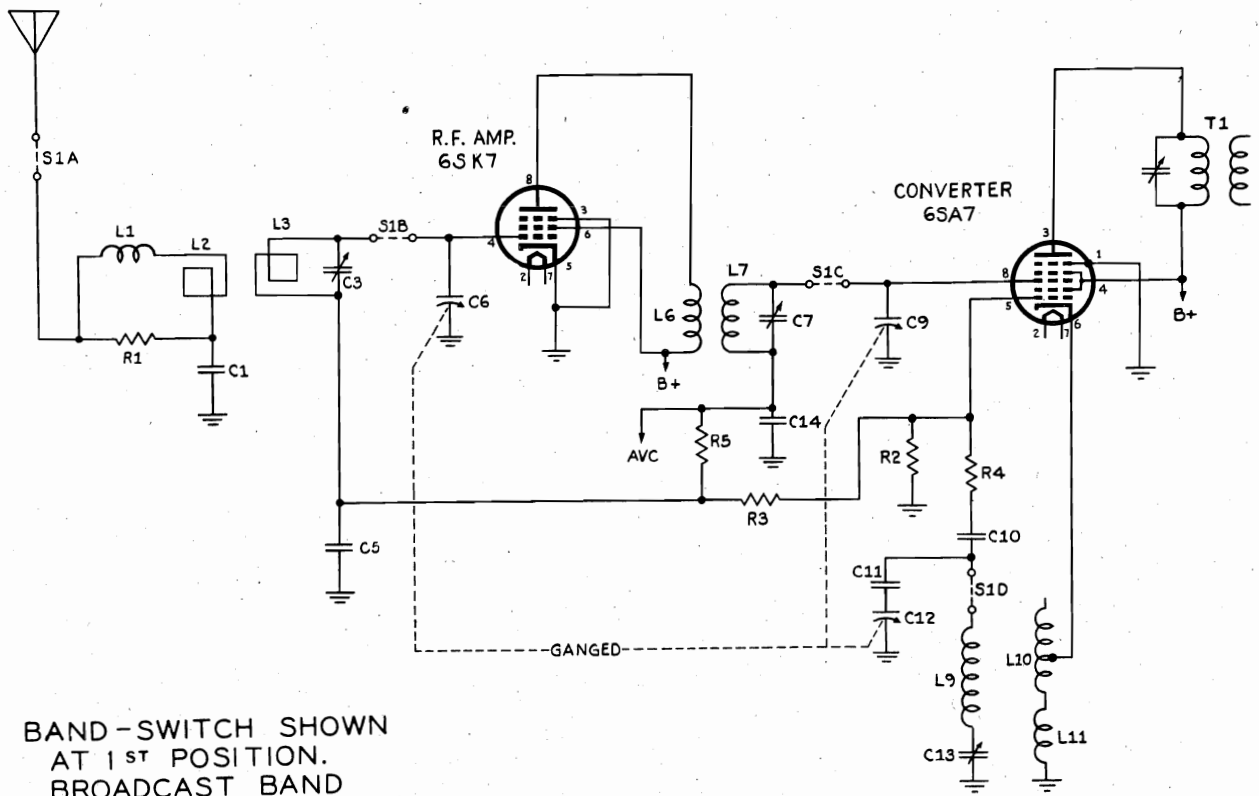 S1A
L1
L2
R1
C1
L3
C3
S1B
C6
C5
R.F. AMP.
6SK7
8
3
6
4
2
7
5
L6
B+
L7
C7
S1C
C9
AVC
R5
C14
R3
R2
R4
C10
C11
C12
S1D
L9
C13
L10
L11
GANGED
CONVERTER
6SA7
3
1
8
4
5
2
7
6
T1
B+
BAND-SWITCH SHOWN
AT 1ST POSITION.
BROADCAST BAND